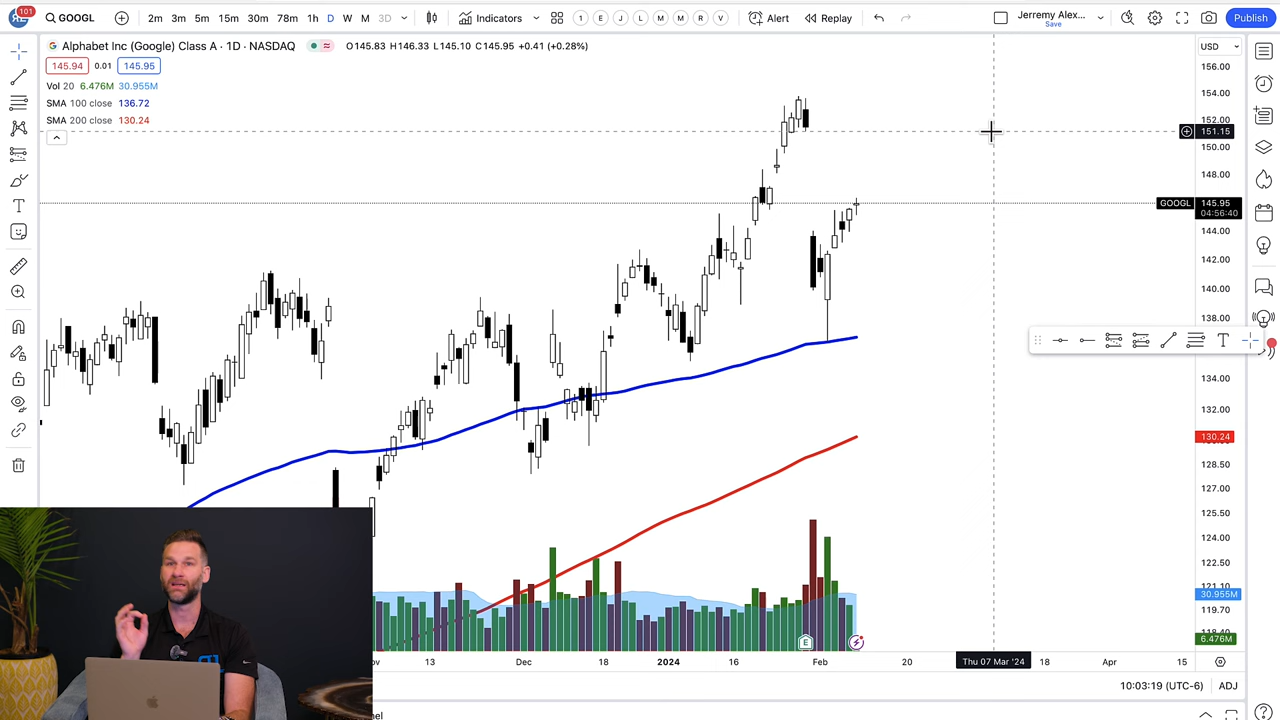 101
GOOGL
2m 3m 5m 15m 30m 78m 1h D W M 3D
Indicators
1 E J L M M R V
Alert
Replay
Jerremy Alex...
Save
Publish
Alphabet Inc (Google) Class A · 1D · NASDAQ
O145.83 H146.33 L145.10 C145.95 +0.41 (+0.28%)
USD
145.94 0.01 145.95
Vol 20 6.476M 30.955M
SMA 100 close 136.72
SMA 200 close 130.24
156.00
154.00
152.00
151.15
150.00
148.00
GOOGL 145.95
04:56:40
144.00
142.00
140.00
138.00
134.00
132.00
130.24
128.50
127.00
125.50
124.00
122.50
121.10
30.955M
119.70
6.476M
T
T
E
13 Dec 18 2024 16 Feb 20 Thu 07 Mar '24 18 Apr 15
10:03:19 (UTC-6) ADJ